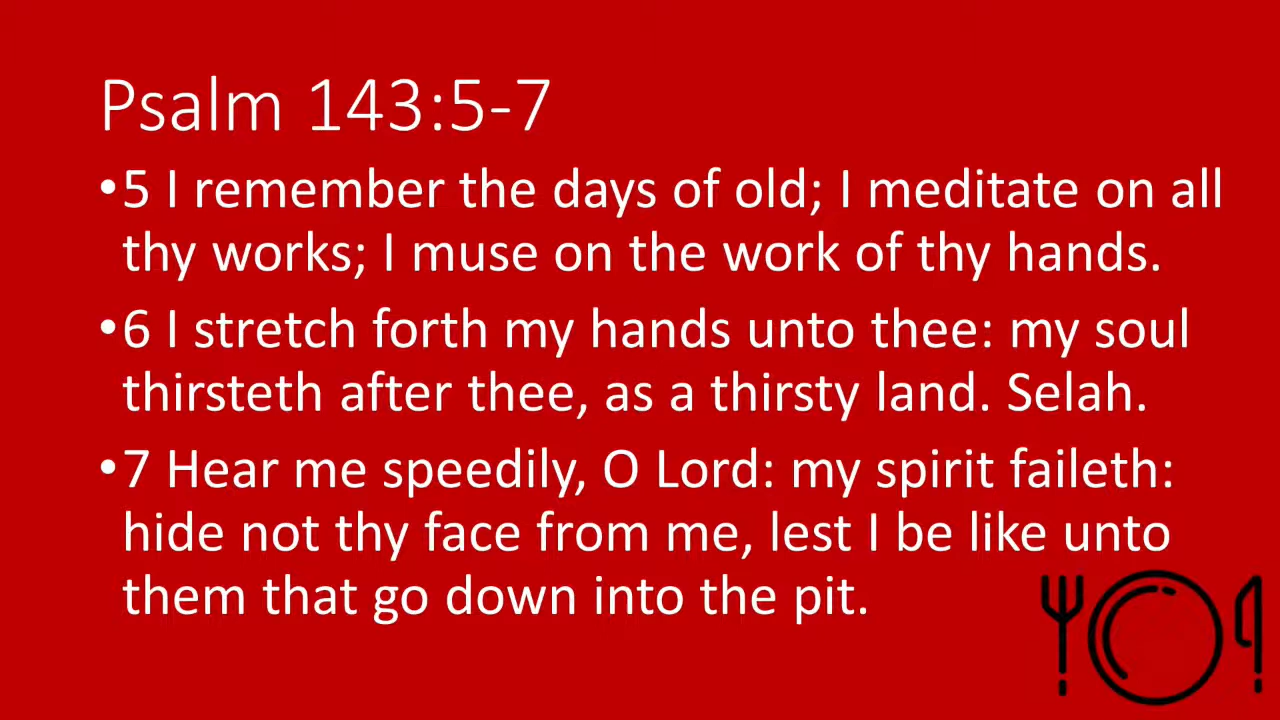 Psalm 143:5-7
•5 I remember the days of old; I meditate on all
thy works; I muse on the work of thy hands.
•6 I stretch forth my hands unto thee: my soul
thirsteth after thee, as a thirsty land. Selah.
•7 Hear me speedily, O Lord: my spirit faileth:
hide not thy face from me, lest I be like unto
them that go down into the pit.